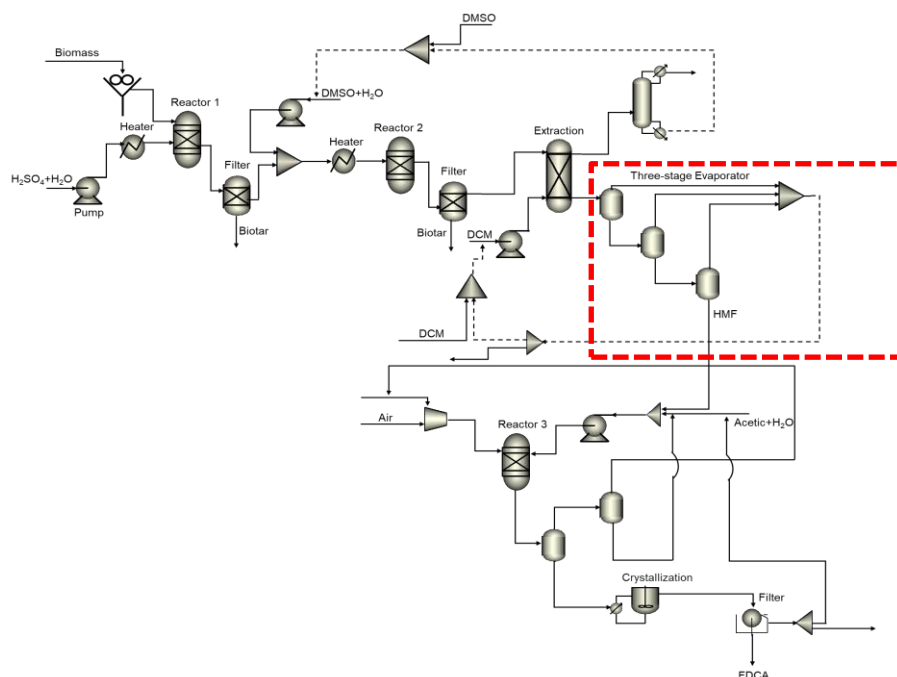 DMSO
Biomass
DMSO+H₂O
Reactor 1
Heater
Reactor 2
Heater
Extraction
Filter
Filter
H₂SO₄+H₂O
Three-stage Evaporator
Pump
Biotar
Biotar
DCM
HMF
DCM
Air
Reactor 3
Acetic+H₂O
Crystallization
Filter